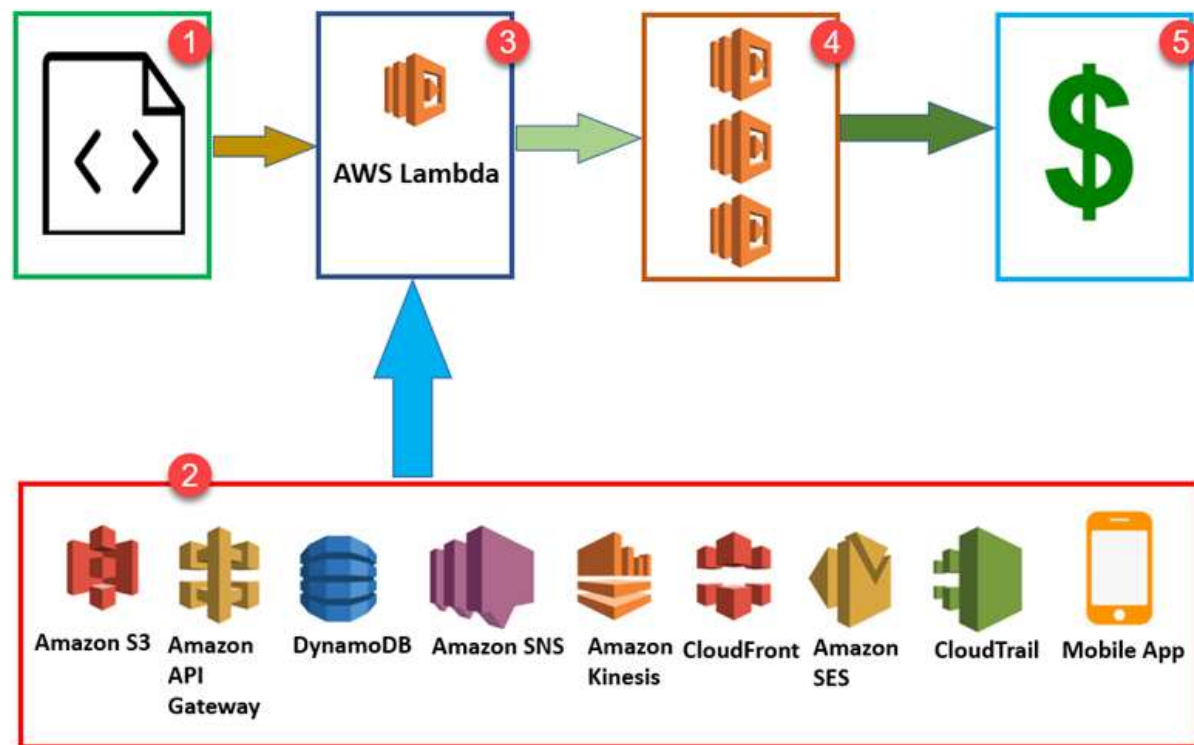 1
3
4
5
AWS Lambda
$
2
Amazon S3
Amazon
API
Gateway
DynamoDB
Amazon SNS
Amazon
Kinesis
CloudFront
Amazon
SES
CloudTrail
Mobile App